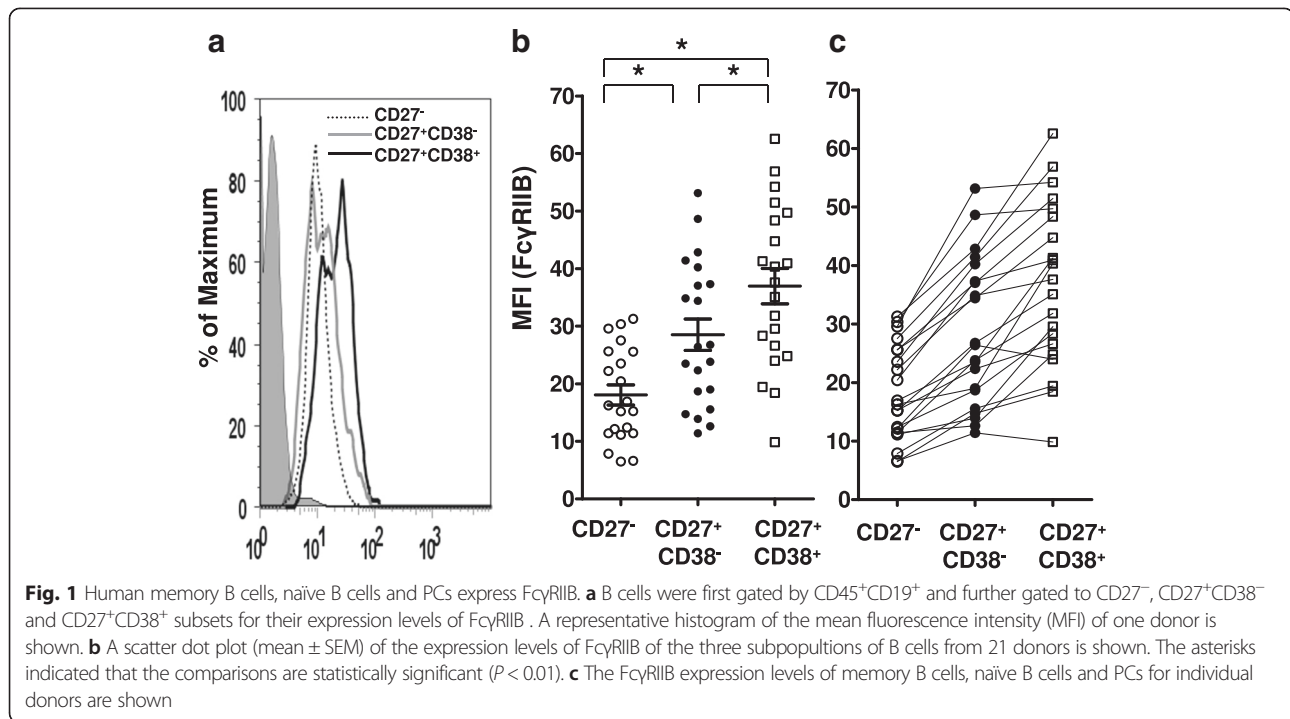 a
b
c
100
80
60
40
20
0
% of Maximum
CD27⁻
CD27⁺CD38⁻
CD27⁺CD38⁺
10⁰ 10¹ 10² 10³
* 
* *
70
60
50
40
30
20
10
0
MFI (FcγRIIB)
CD27⁻ CD27⁺ CD27⁺
CD38⁻ CD38⁺
70
60
50
40
30
20
10
0
CD27⁻ CD27⁺ CD27⁺
CD38⁻ CD38⁺
Fig. 1 Human memory B cells, naïve B cells and PCs express FcγRIIB. a B cells were first gated by CD45⁺CD19⁺ and further gated to CD27⁻, CD27⁺CD38⁻
and CD27⁺CD38⁺ subsets for their expression levels of FcγRIIB . A representative histogram of the mean fluorescence intensity (MFI) of one donor is
shown. b A scatter dot plot (mean ± SEM) of the expression levels of FcγRIIB of the three subpopultions of B cells from 21 donors is shown. The asterisks
indicated that the comparisons are statistically significant (P < 0.01). c The FcγRIIB expression levels of memory B cells, naïve B cells and PCs for individual
donors are shown